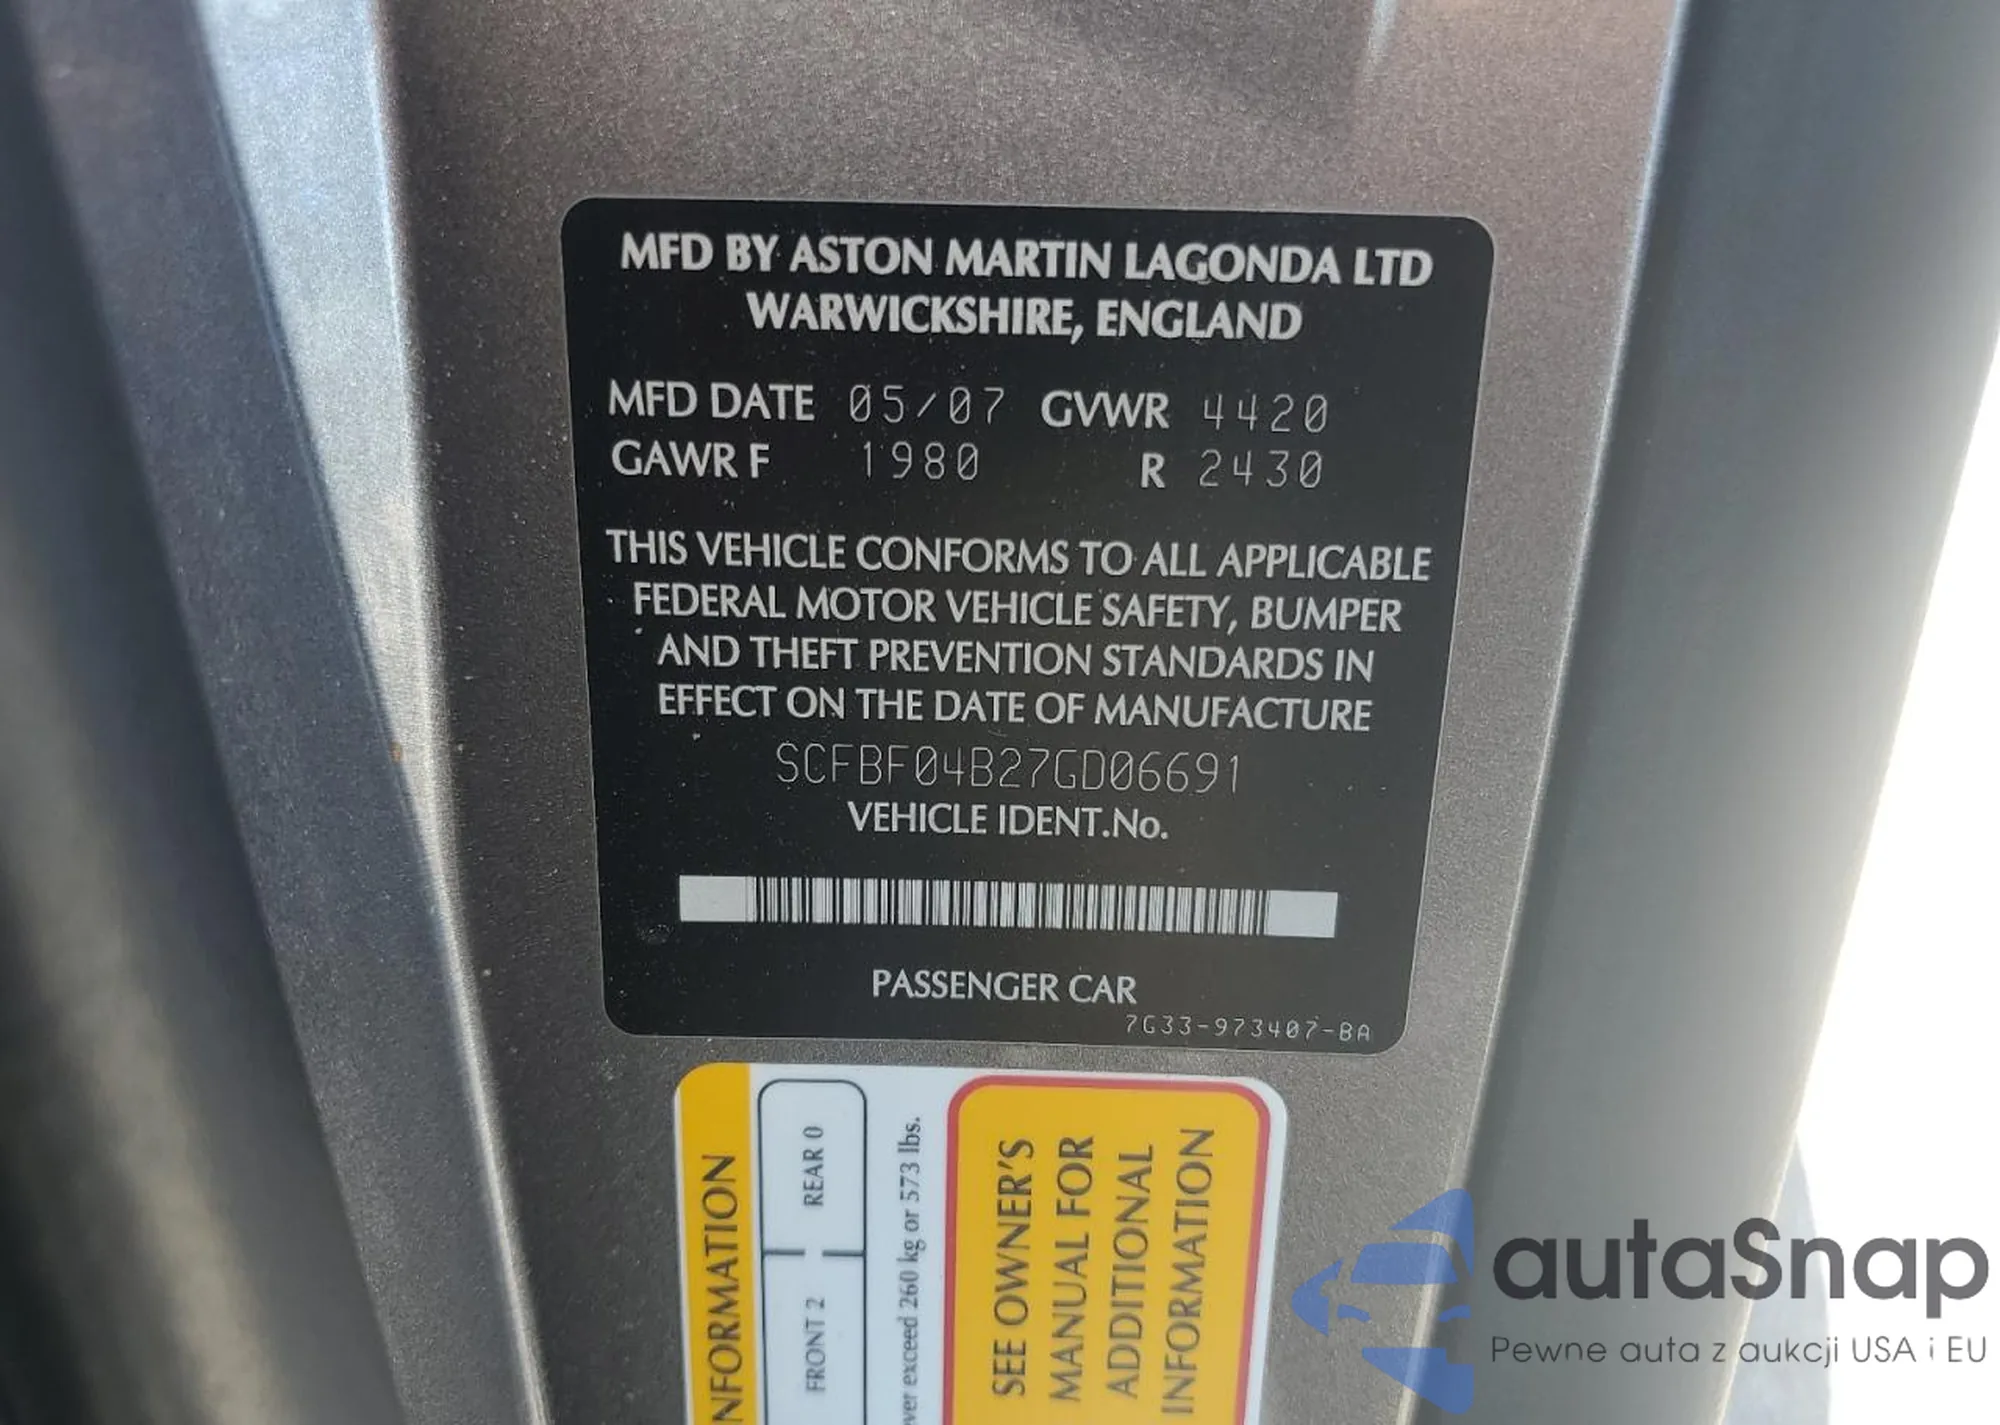 MFD BY ASTON MARTIN LAGONDA LTD
WARWICKSHIRE, ENGLAND
MFD DATE 05/07 GVWR 4420
GAWR F 1980 R 2430
THIS VEHICLE CONFORMS TO ALL APPLICABLE
FEDERAL MOTOR VEHICLE SAFETY, BUMPER
AND THEFT PREVENTION STANDARDS IN
EFFECT ON THE DATE OF MANUFACTURE
SCFBF04B27GD06691
VEHICLE IDENT.No.
PASSENGER CAR
7G33-973407-BA
NFORMATION
FRONT 2
REAR 0
ver exceed 260 kg or 573 lbs.
SEE OWNER'S
MANUAL FOR
ADDITIONAL
INFORMATION
autaSnap
Pewne auta z aukcji USA i EU